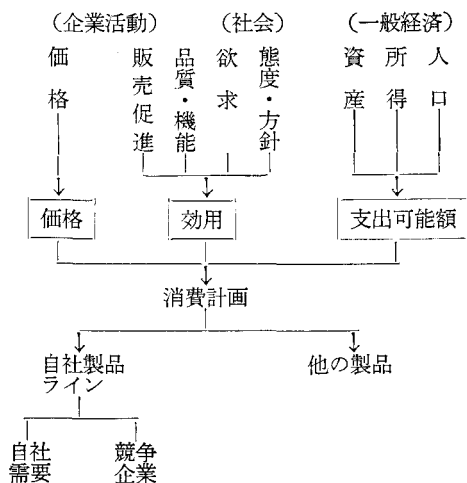 (企業活動) (社会) (一般経済)
価格 販売促進 品質・機能 欲求 態度・方針 資産 所得 人口
価格 効用 支出可能額
消費計画
自社製品 他の製品
ライン
自社 競争
需要 企業